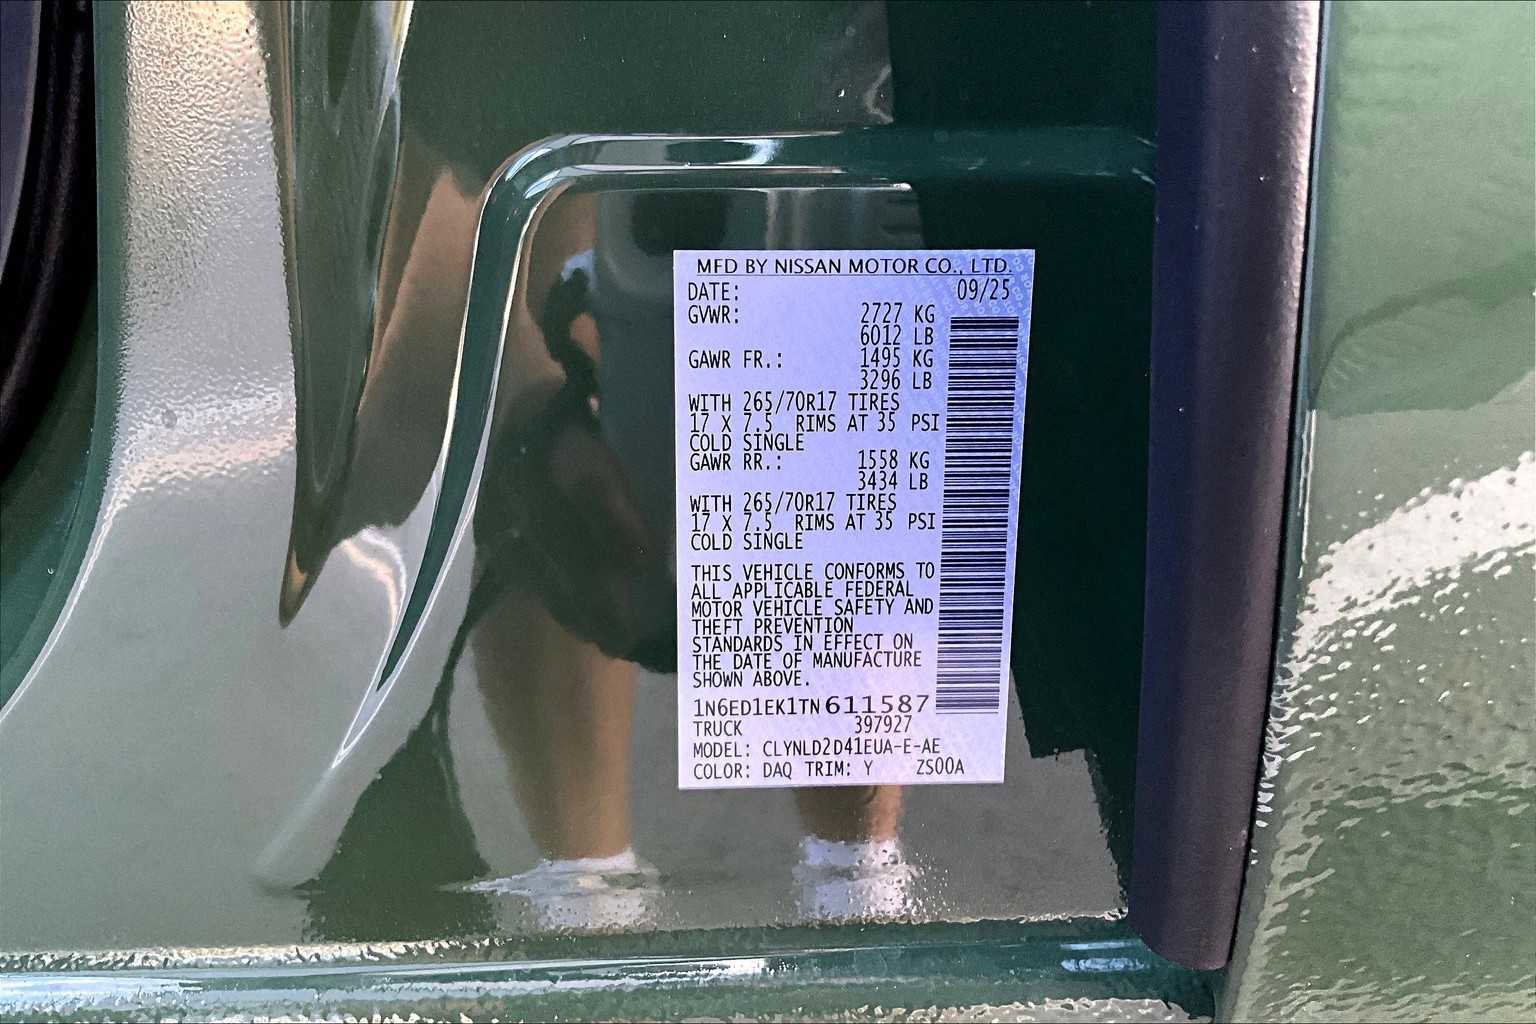 MFD BY NISSAN MOTOR CO., LTD.
DATE: 09/25
GVWR: 2727 KG
6012 LB
GAWR FR.: 1495 KG
3296 LB
WITH 265/70R17 TIRES
17 X 7.5 RIMS AT 35 PSI
COLD SINGLE
GAWR RR.: 1558 KG
3434 LB
WITH 265/70R17 TIRES
17 X 7.5 RIMS AT 35 PSI
COLD SINGLE
THIS VEHICLE CONFORMS TO
ALL APPLICABLE FEDERAL
MOTOR VEHICLE SAFETY AND
THEFT PREVENTION
STANDARDS IN EFFECT ON
THE DATE OF MANUFACTURE
SHOWN ABOVE.
1N6ED1EK1TN611587
TRUCK 397927
MODEL: CLYNLD2D41EUA-E-AE
COLOR: DAQ TRIM: Y ZS00A